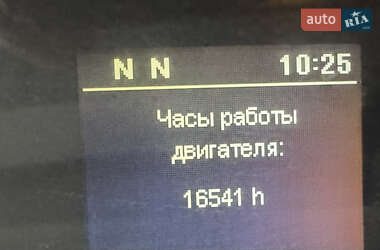 auto RIA
N N 10:25
Часы работы
двигателя:
16541 h